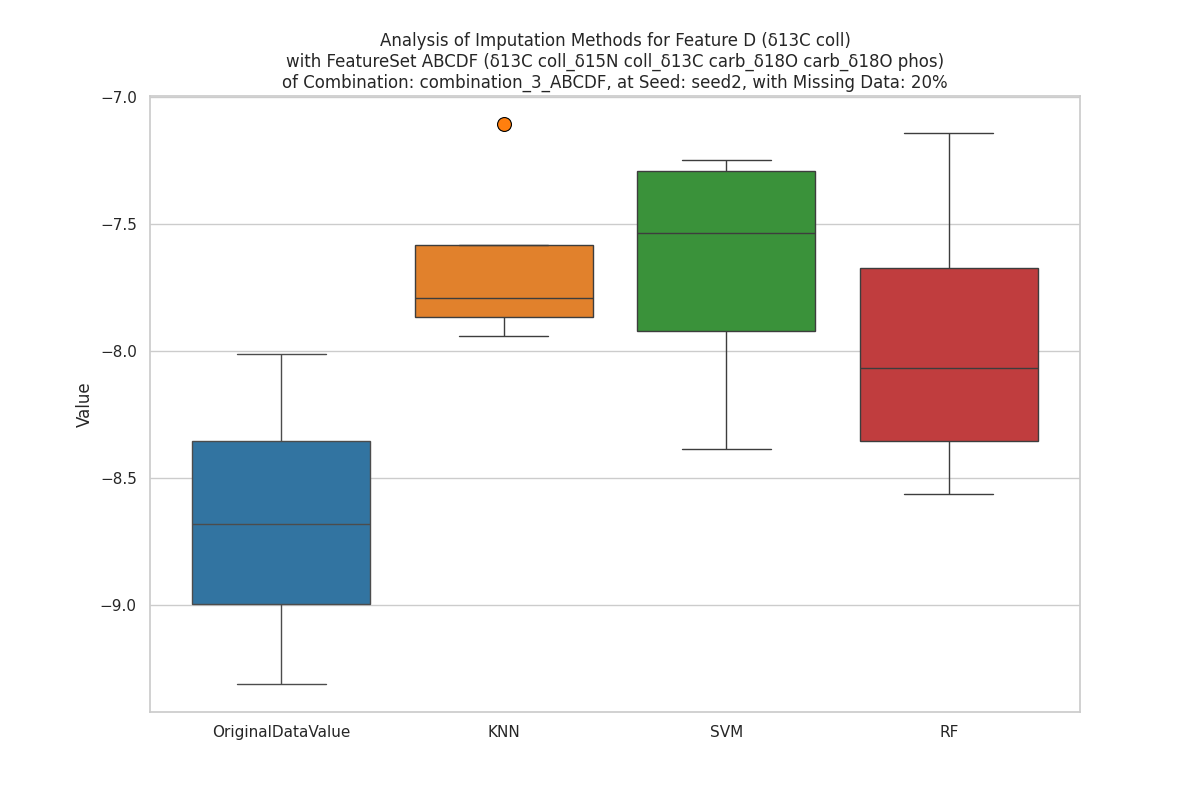 Analysis of Imputation Methods for Feature D (δ13C coll)
with FeatureSet ABCDF (δ13C coll_δ15N coll_δ13C carb_δ18O carb_δ18O phos)
of Combination: combination_3_ABCDF, at Seed: seed2, with Missing Data: 20%
−7.0
−7.5
−8.0
−8.5
−9.0
Value
OriginalDataValue
KNN
SVM
RF